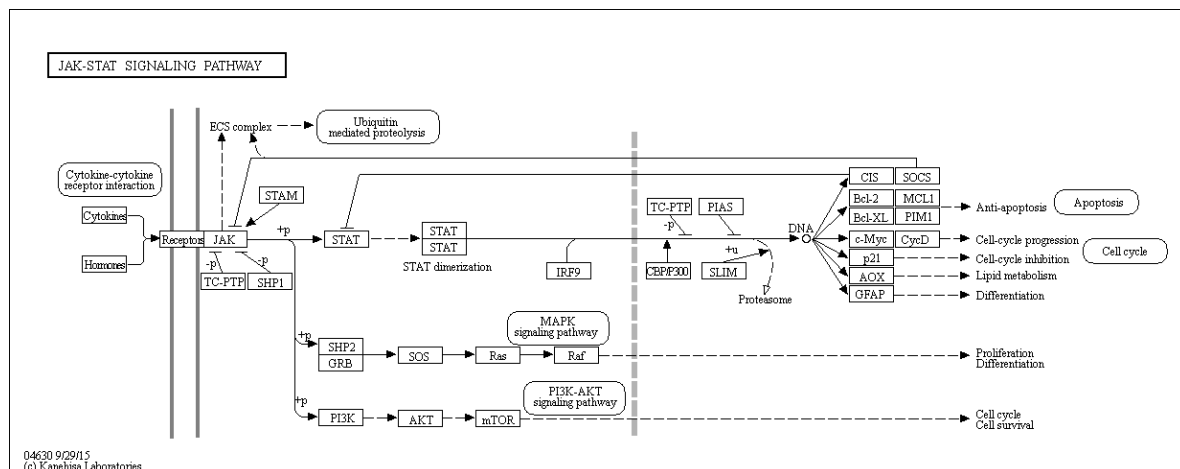 JAK-STAT SIGNALING PATHWAY
ECS complex
Ubiquitin
mediated proteolysis
Cytokine-cytokine
receptor interaction
Cytokines
Hormones
Receptors
JAK
STAM
+p
-p
-p
TC-PTP
SHP1
STAT
STAT
STAT
STAT dimerization
IRF9
TC-PTP
PIAS
-p
+u
CBP/P300
SLIM
Proteasome
DNA
CIS
SOCS
Bcl-2
MCL1
Bcl-XL
PIM1
c-Myc
CycD
p21
AOX
GFAP
Anti-apoptosis
Apoptosis
Cell-cycle progression
Cell-cycle inhibition
Cell cycle
Lipid metabolism
Differentiation
+p
SHP2
GRB
SOS
Ras
Raf
MAPK
signaling pathway
Proliferation
Differentiation
+p
PI3K
AKT
mTOR
PI3K-AKT
signaling pathway
Cell cycle
Cell survival
04630 9/29/15
(c) Kanehisa Laboratories